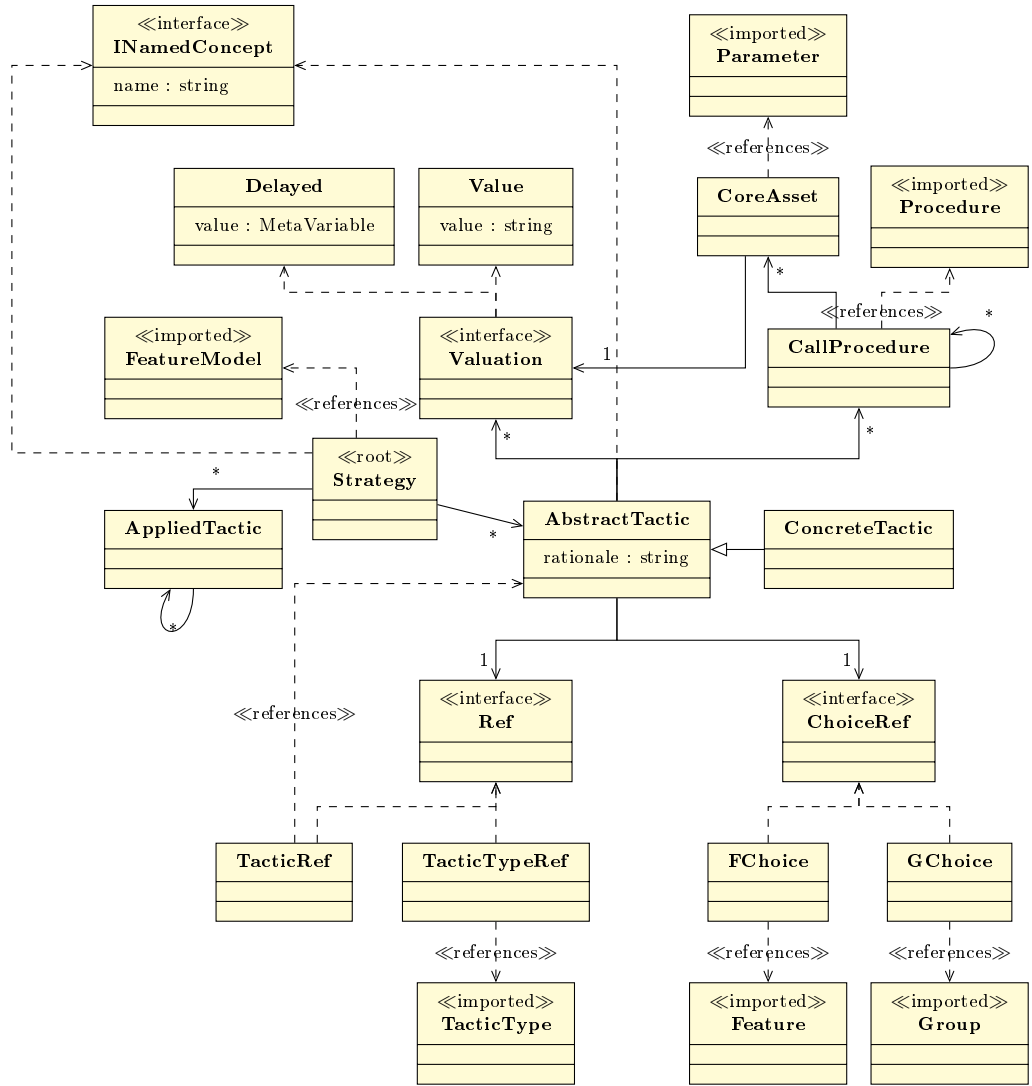 ≪interface≫
INamedConcept
name : string
≪imported≫
Parameter
≪references≫
Delayed
value : MetaVariable
Value
value : string
CoreAsset
≪imported≫
Procedure
*
≪references≫
*
≪imported≫
FeatureModel
≪interface≫
Valuation
1
CallProcedure
≪references≫
*
*
≪root≫
Strategy
*
AppliedTactic
*
*
AbstractTactic
rationale : string
ConcreteTactic
1
1
≪references≫
≪interface≫
Ref
≪interface≫
ChoiceRef
TacticRef
TacticTypeRef
FChoice
GChoice
≪references≫
≪references≫
≪references≫
≪imported≫
TacticType
≪imported≫
Feature
≪imported≫
Group